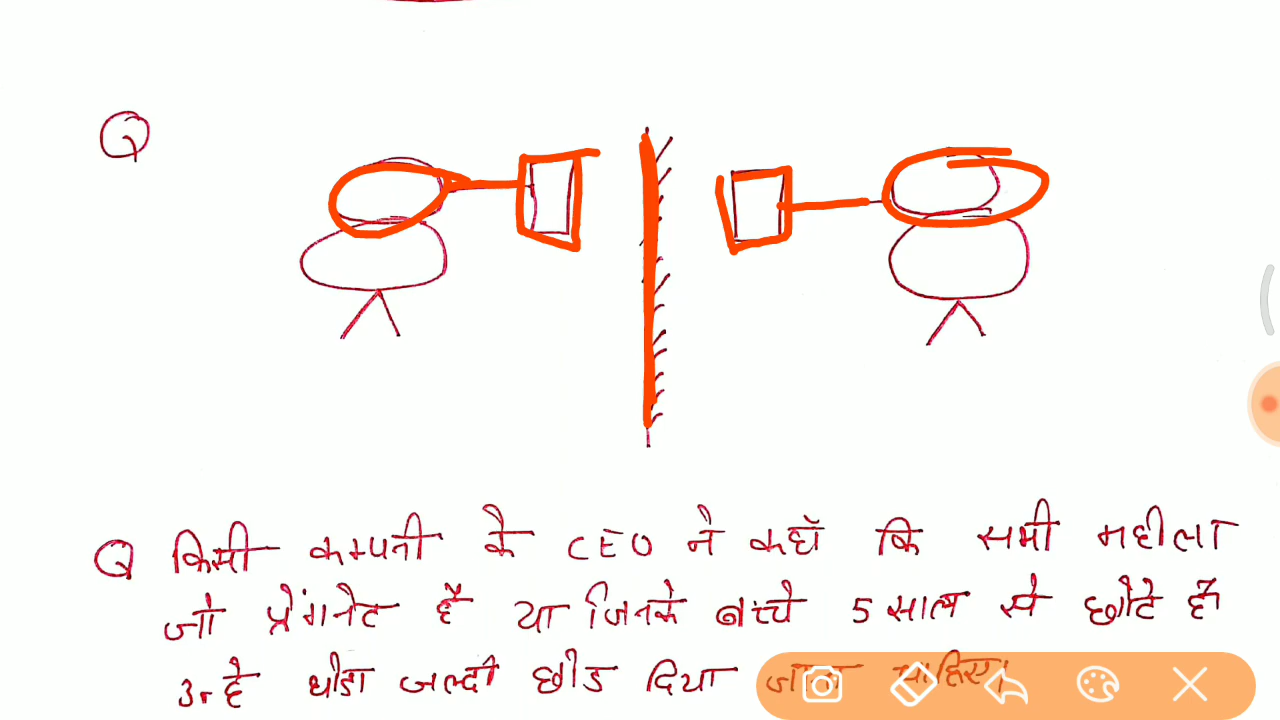 Q
Q किसी कम्पनी के CEO ने कहाँ कि सभी महीला
जो प्रेंगनेट है या जिनके बच्चे 5 साल से छोटे हैं
उन्हें थोडा जल्दी छोड दिया जाना चाहिए।